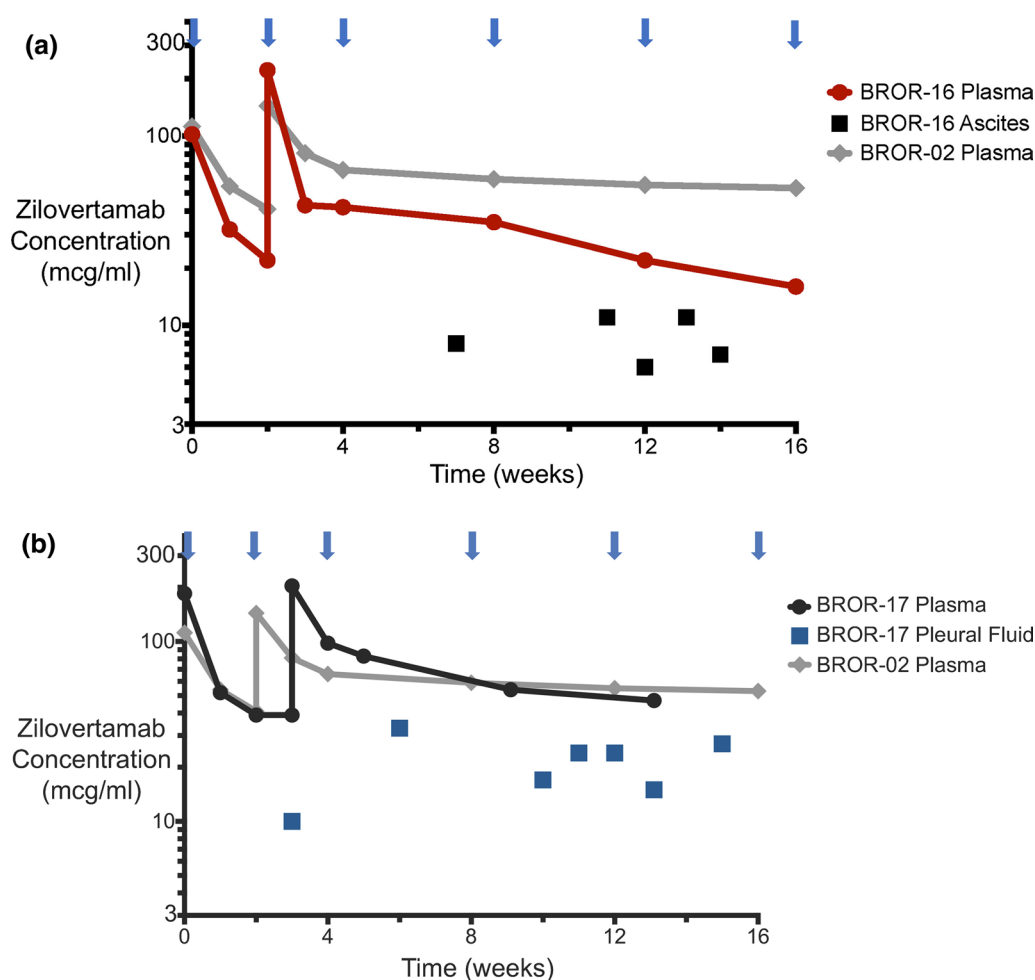 (a)
300
100
10
3
Zilovertamab
Concentration
(mcg/ml)
0
4
8
12
16
Time (weeks)
BROR-16 Plasma
BROR-16 Ascites
BROR-02 Plasma
(b)
300
100
10
3
Zilovertamab
Concentration
(mcg/ml)
0
4
8
12
16
Time (weeks)
BROR-17 Plasma
BROR-17 Pleural Fluid
BROR-02 Plasma